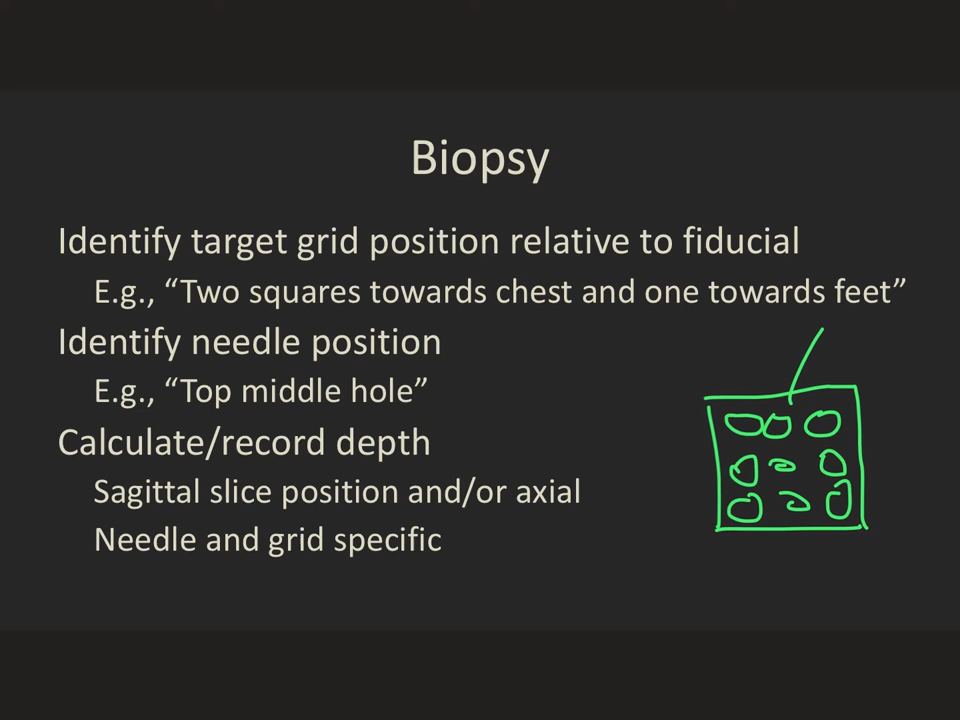 Biopsy
Identify target grid position relative to fiducial
E.g., “Two squares towards chest and one towards feet”
Identify needle position
E.g., “Top middle hole”
Calculate/record depth
Sagittal slice position and/or axial
Needle and grid specific